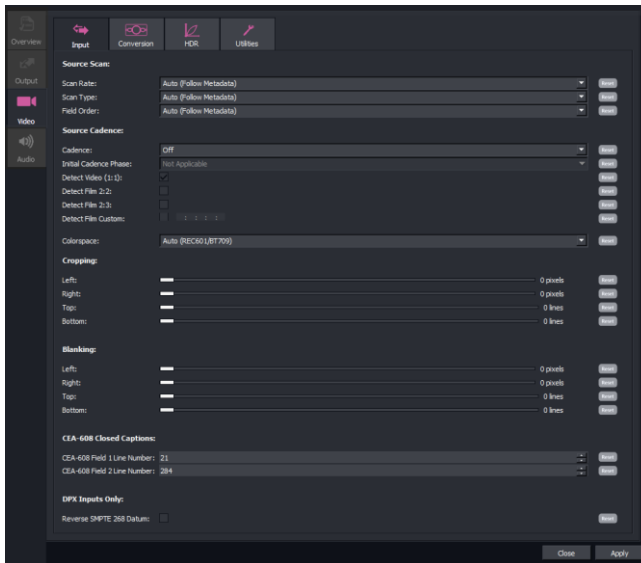 Overview
Output
Video
Audio
Input Conversion HDR Utilities
Source Scan:
Scan Rate: Auto (Follow Metadata) Reset
Scan Type: Auto (Follow Metadata) Reset
Field Order: Auto (Follow Metadata) Reset
Source Cadence:
Cadence: Off Reset
Initial Cadence Phase: Not Applicable Reset
Detect Video (1:1): Reset
Detect Film 2:2: Reset
Detect Film 2:3: Reset
Detect Film Custom: : : : : Reset
Colorspace: Auto (REC601/BT709) Reset
Cropping:
Left: 0 pixels Reset
Right: 0 pixels Reset
Top: 0 lines Reset
Bottom: 0 lines Reset
Blanking:
Left: 0 pixels Reset
Right: 0 pixels Reset
Top: 0 lines Reset
Bottom: 0 lines Reset
CEA-608 Closed Captions:
CEA-608 Field 1 Line Number: 21 Reset
CEA-608 Field 2 Line Number: 284 Reset
DPX Inputs Only:
Reverse SMPTE 268 Datum: Reset
Close Apply